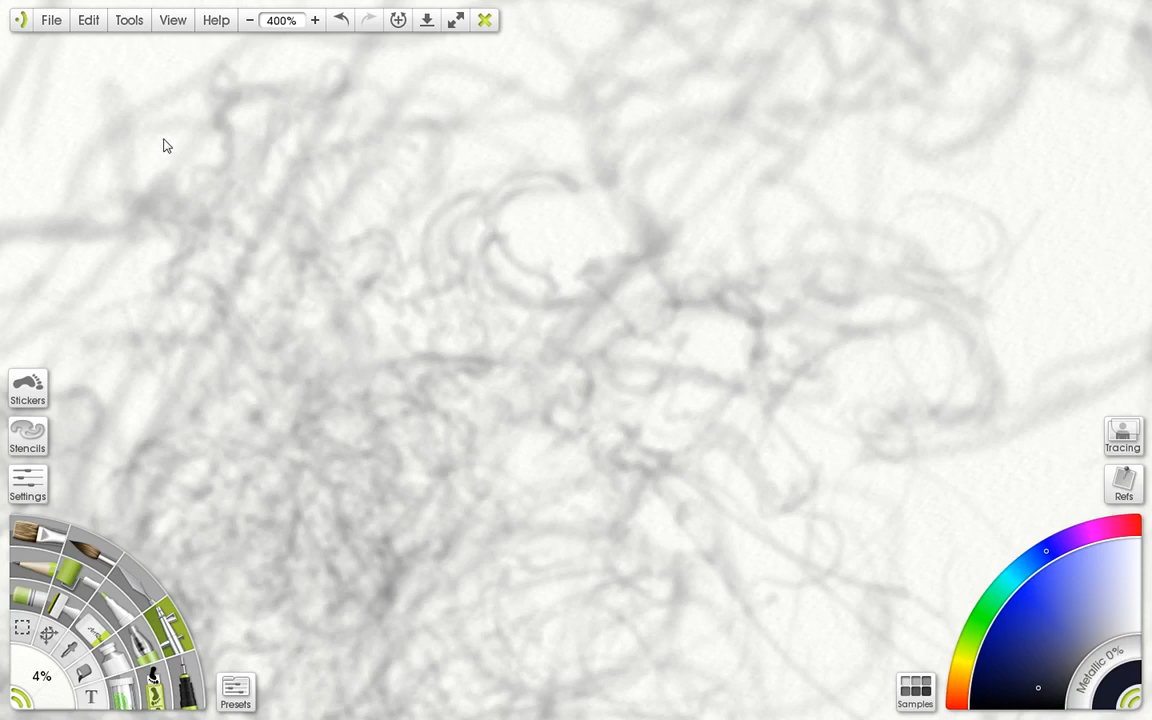 File Edit Tools View Help − 400% +
Stickers
Stencils
Settings
Tracing
Refs
4%
T
Presets
Samples
Metallic 0%